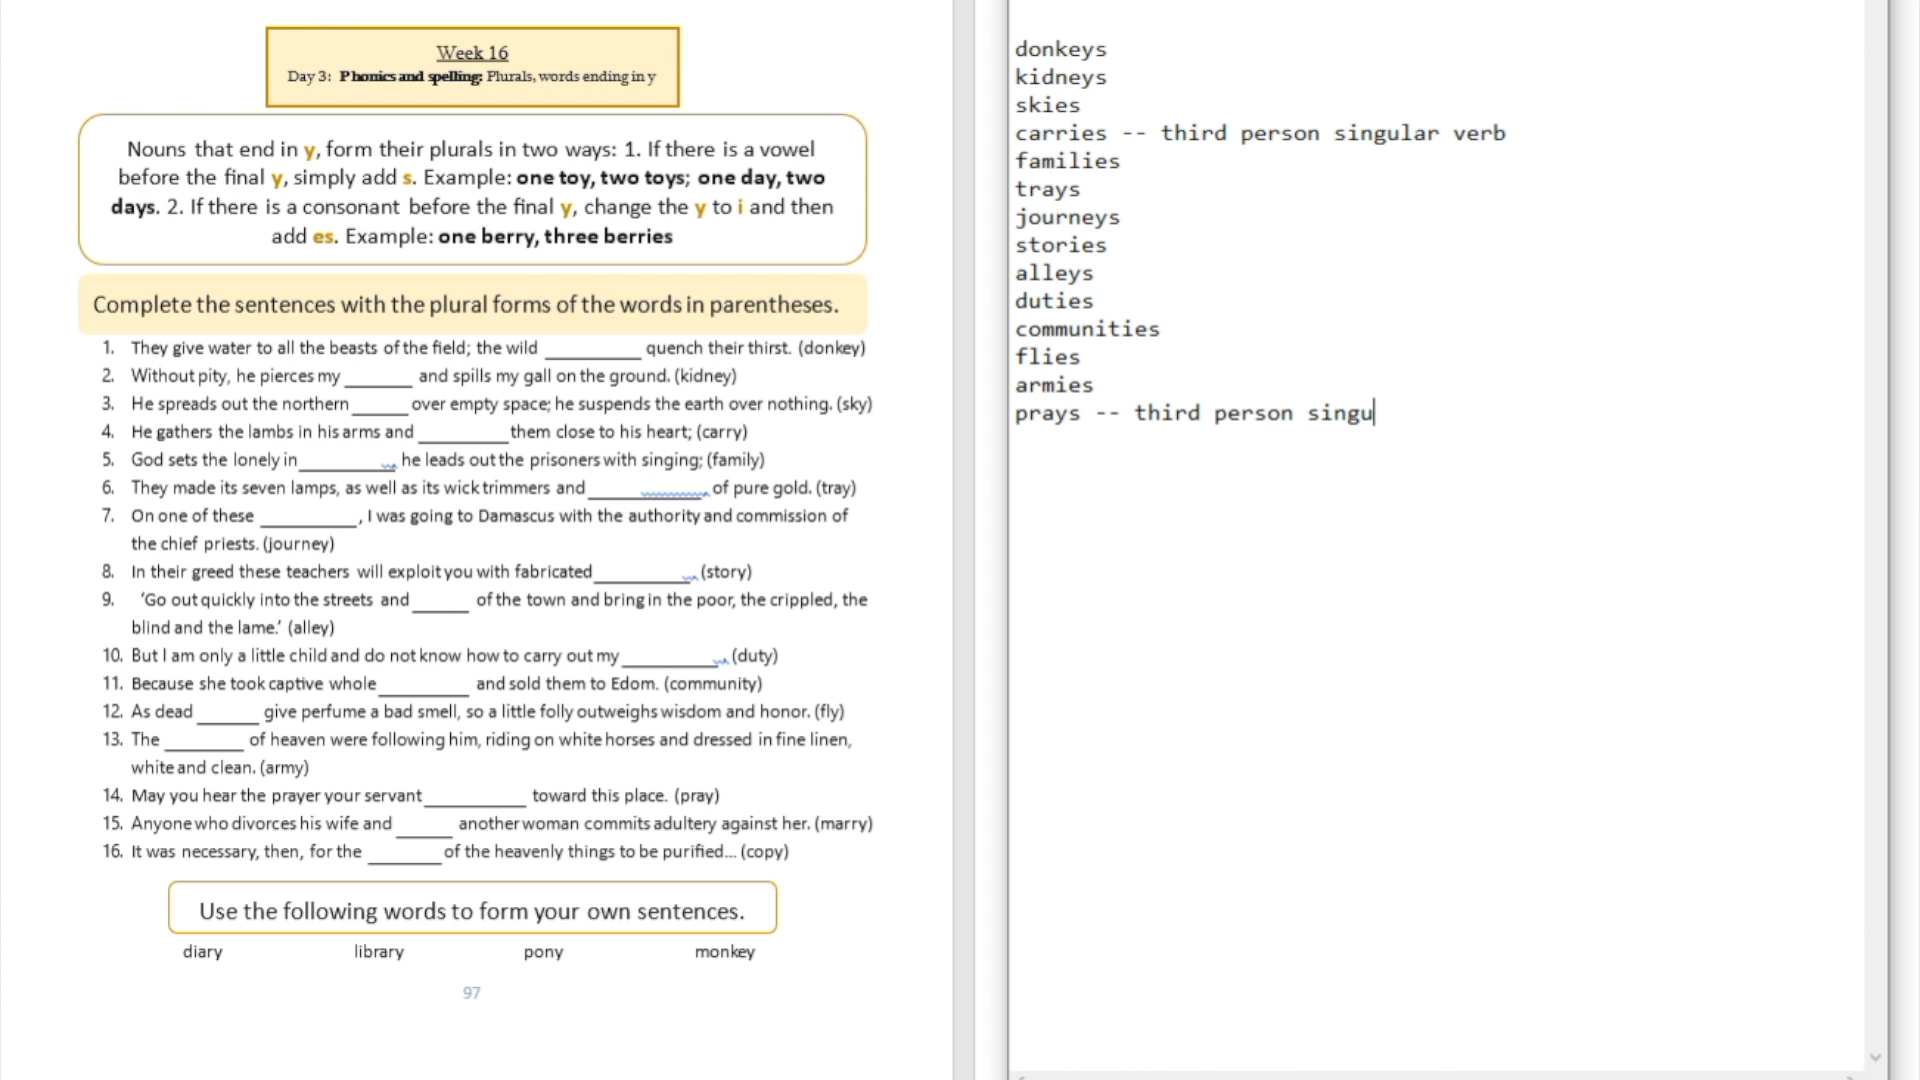 Week 16
Day 3: Phonics and spelling: Plurals, words ending in y
Nouns that end in y, form their plurals in two ways: 1. If there is a vowel
before the final y, simply add s. Example: one toy, two toys; one day, two
days. 2. If there is a consonant before the final y, change the y to i and then
add es. Example: one berry, three berries
Complete the sentences with the plural forms of the words in parentheses.
1. They give water to all the beasts of the field; the wild __________ quench their thirst. (donkey)
2. Without pity, he pierces my _______ and spills my gall on the ground. (kidney)
3. He spreads out the northern ______ over empty space; he suspends the earth over nothing. (sky)
4. He gathers the lambs in his arms and __________ them close to his heart; (carry)
5. God sets the lonely in __________, he leads out the prisoners with singing; (family)
6. They made its seven lamps, as well as its wick trimmers and ____________, of pure gold. (tray)
7. On one of these __________, I was going to Damascus with the authority and commission of
the chief priests. (journey)
8. In their greed these teachers will exploit you with fabricated __________. (story)
9. ‘Go out quickly into the streets and ______ of the town and bring in the poor, the crippled, the
blind and the lame.’ (alley)
10. But I am only a little child and do not know how to carry out my __________. (duty)
11. Because she took captive whole __________ and sold them to Edom. (community)
12. As dead _______ give perfume a bad smell, so a little folly outweighs wisdom and honor. (fly)
13. The ________ of heaven were following him, riding on white horses and dressed in fine linen,
white and clean. (army)
14. May you hear the prayer your servant ___________ toward this place. (pray)
15. Anyone who divorces his wife and ______ another woman commits adultery against her. (marry)
16. It was necessary, then, for the ________ of the heavenly things to be purified... (copy)
Use the following words to form your own sentences.
diary library pony monkey
97
donkeys
kidneys
skies
carries -- third person singular verb
families
trays
journeys
stories
alleys
duties
communities
flies
armies
prays -- third person singu